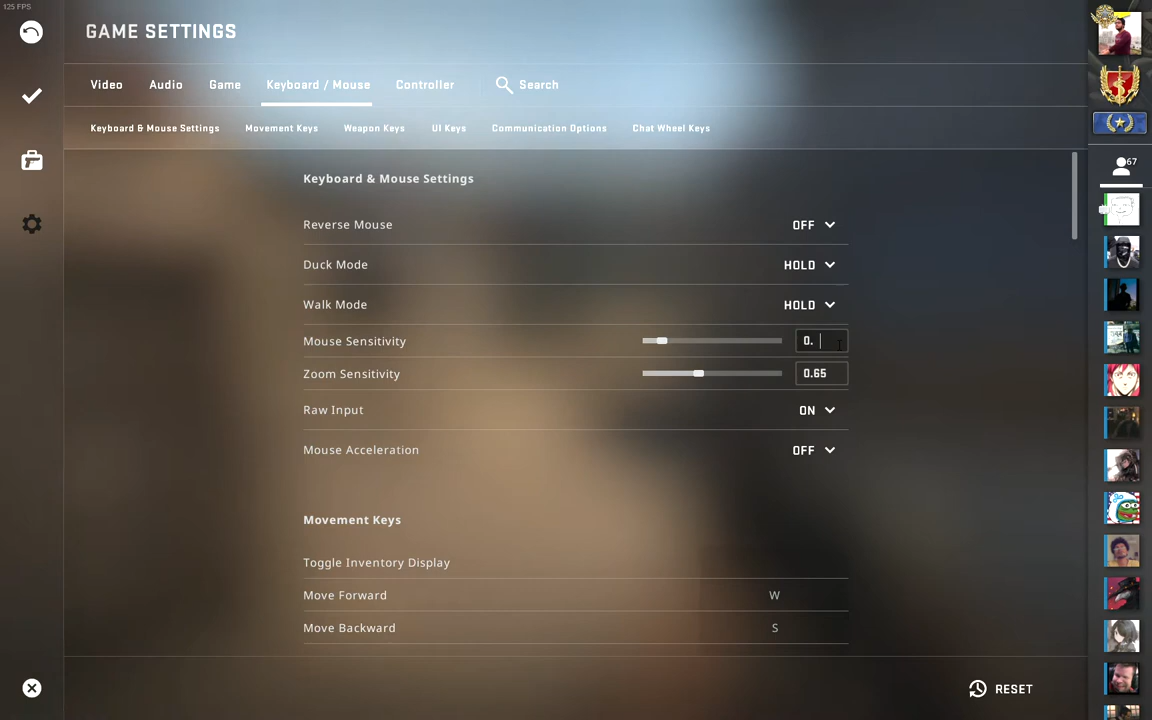 125 FPS
GAME SETTINGS
Video Audio Game Keyboard / Mouse Controller Search
Keyboard & Mouse Settings Movement Keys Weapon Keys UI Keys Communication Options Chat Wheel Keys
Keyboard & Mouse Settings
Reverse Mouse OFF
Duck Mode HOLD
Walk Mode HOLD
Mouse Sensitivity 0.
Zoom Sensitivity 0.65
Raw Input ON
Mouse Acceleration OFF
Movement Keys
Toggle Inventory Display
Move Forward W
Move Backward S
RESET
67